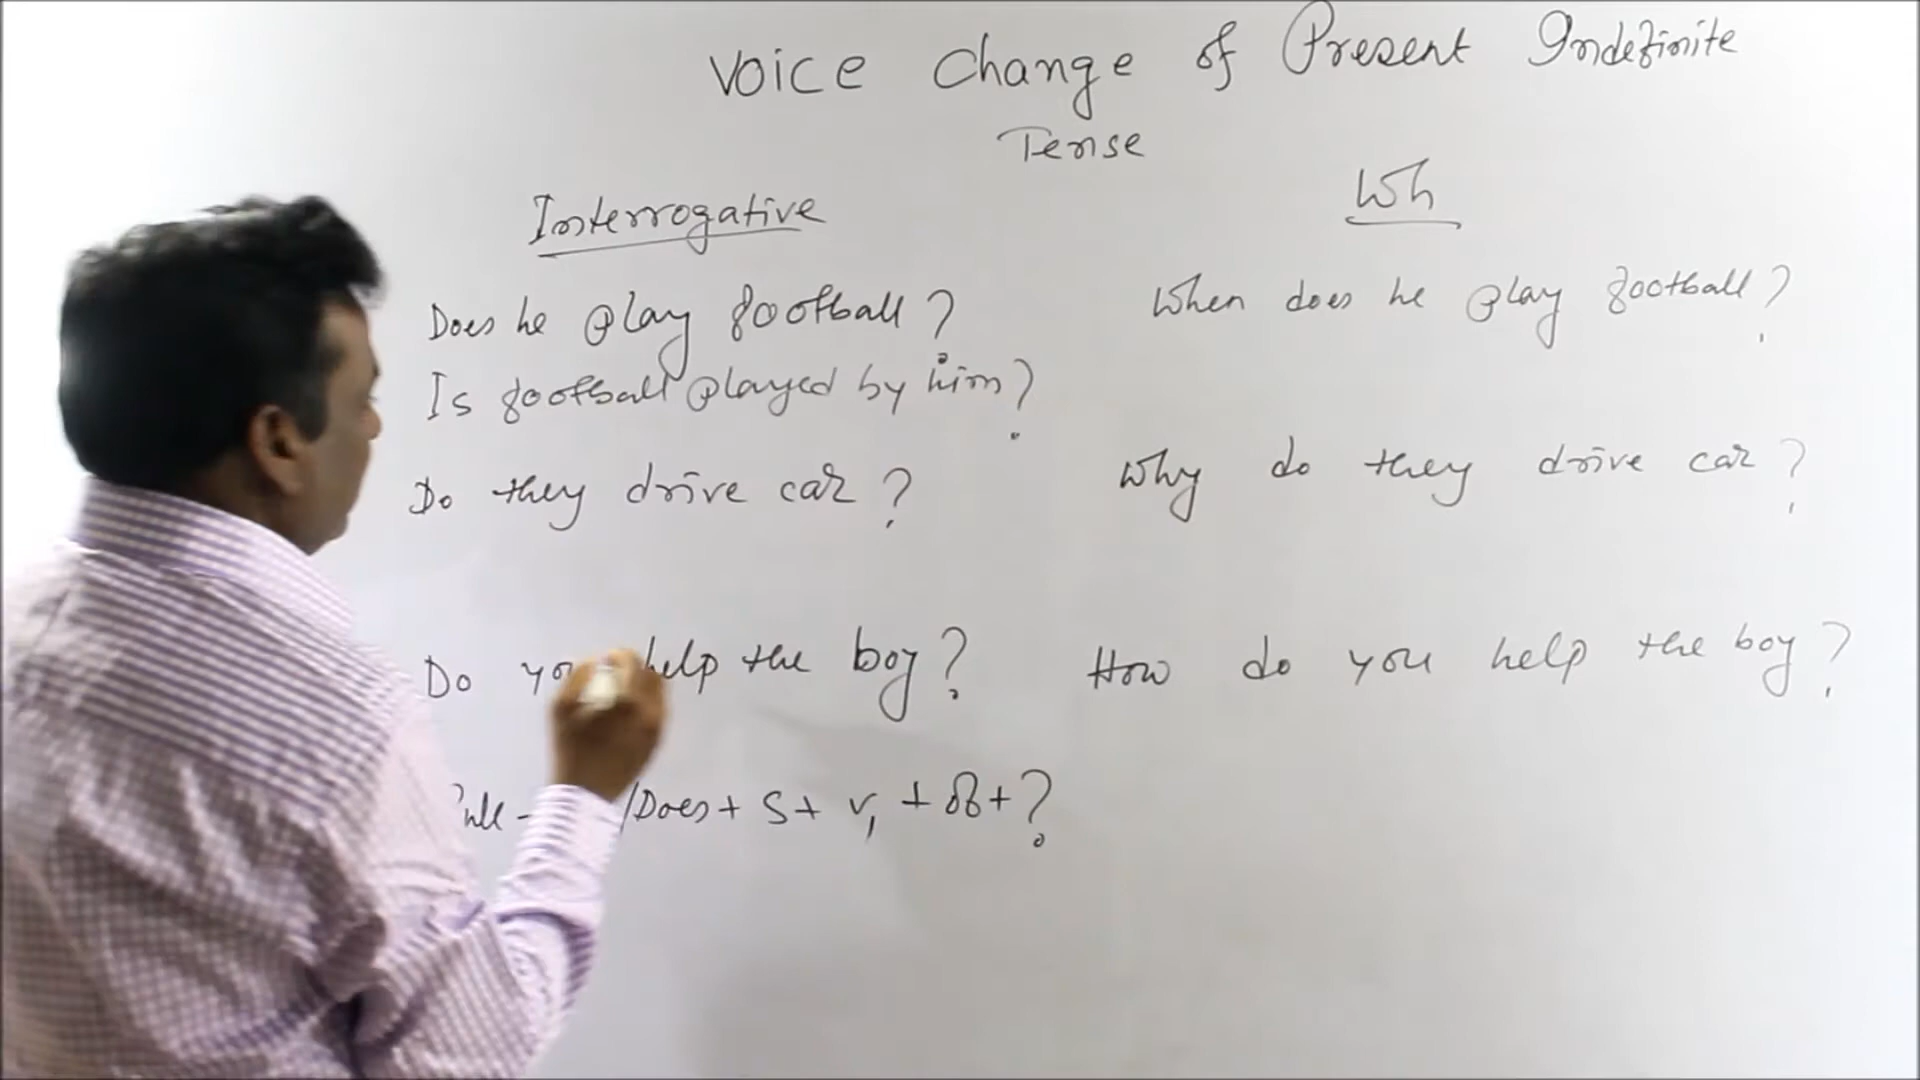 Voice Change of Present Indefinite
Tense
Interrogative
Does he play football?
Is football played by him?
Do they drive car?
Do you help the boy?
/Does + S + V1 + Ob + ?
Wh
When does he play football?
Why do they drive car?
How do you help the boy?